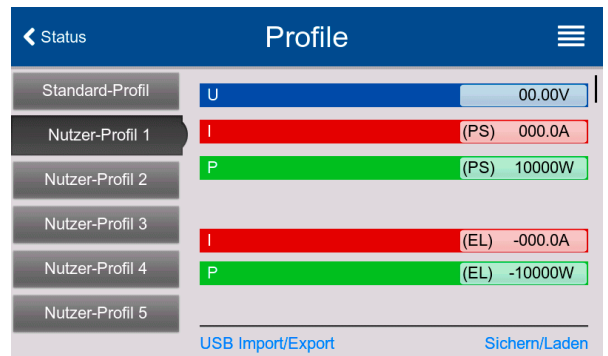 Status
Profile
Standard-Profil
Nutzer-Profil 1
Nutzer-Profil 2
Nutzer-Profil 3
Nutzer-Profil 4
Nutzer-Profil 5
U 00.00V
I (PS) 000.0A
P (PS) 10000W
I (EL) -000.0A
P (EL) -10000W
USB Import/Export Sichern/Laden